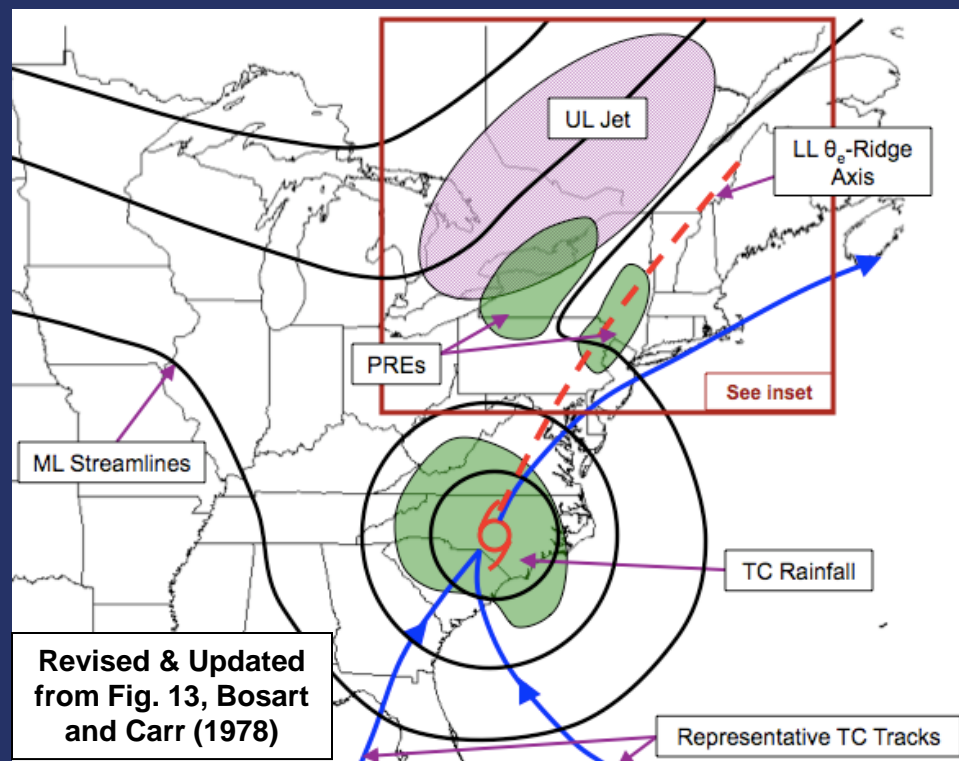 UL Jet
LL θe-Ridge
Axis
PREs
See inset
ML Streamlines
TC Rainfall
Revised & Updated
from Fig. 13, Bosart
and Carr (1978)
Representative TC Tracks